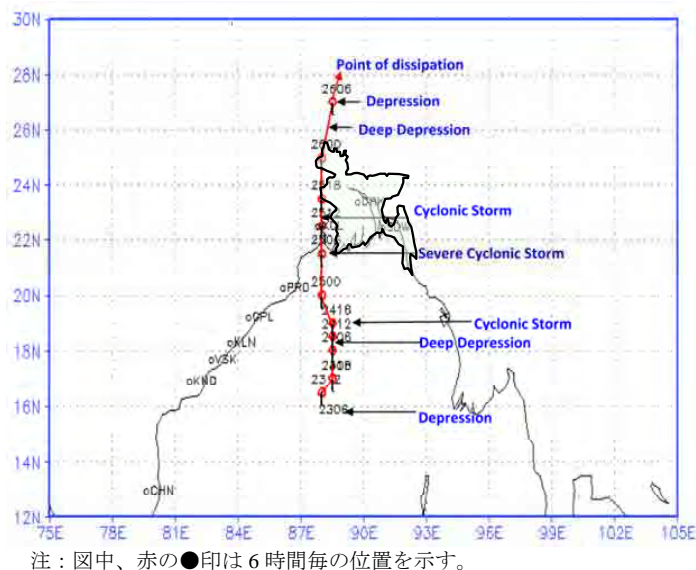 30N
28N
Point of dissipation
2606
Depression
26N
Deep Depression
24N
Cyclonic Storm
22N
Severe Cyclonic Storm
2500
20N
oPRD
2416
oGPL
2412
Cyclonic Storm
oKLN
Deep Depression
18N
oVSK
oKND
2312
16N
2306
Depression
14N
oCHN
12N
75E 81E 84E 87E 90E 93E 96E 99E 102E 105E
注：図中、赤の●印は6時間毎の位置を示す。